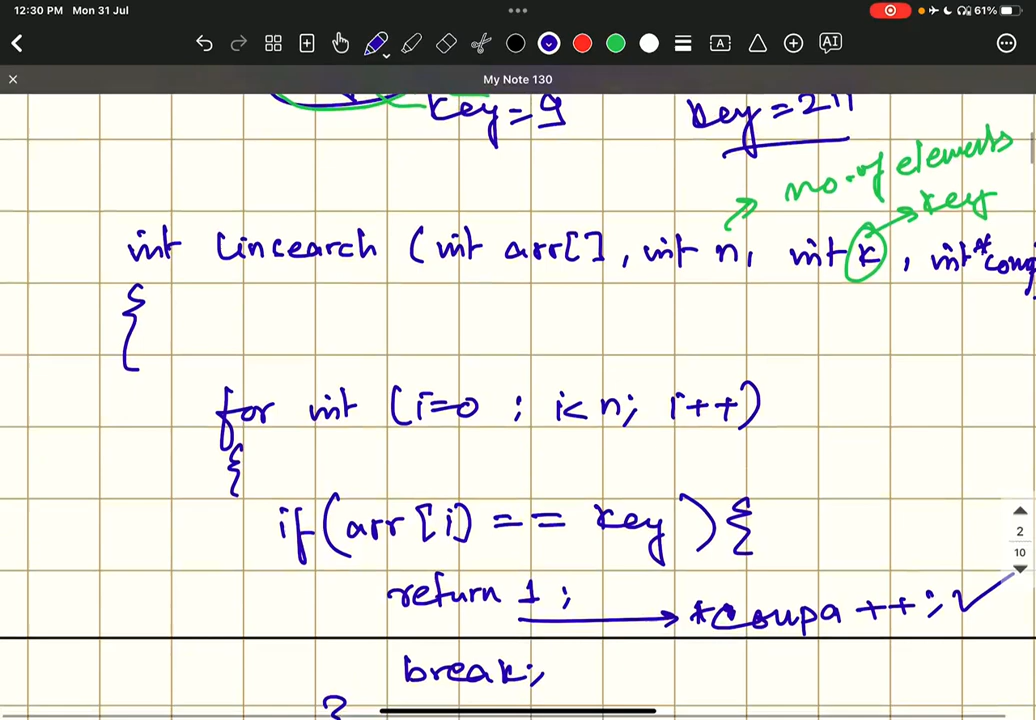 12:30 PM Mon 31 Jul
61%
A
AI
My Note 130
key=9
key=211
no. of elements
key
int linsearch (int arr[], int n, int k, int*
{
for int (i=0 ; i<n; i++)
{
if(arr[i] == key){
return 1;
++;
break;
2
10